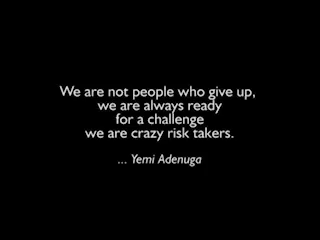 We are not people who give up,
we are always ready
for a challenge
we are crazy risk takers.
... Yemi Adenuga